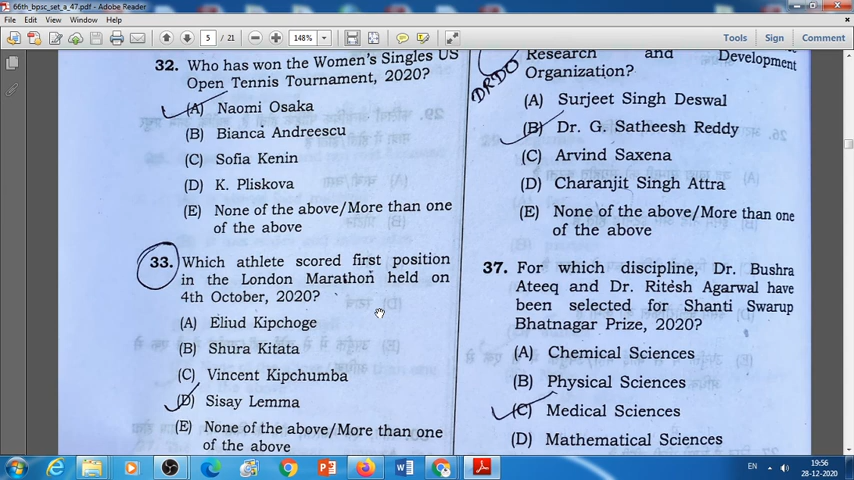 66th_bpsc_set_a_47.pdf - Adobe Reader
File Edit View Window Help
5 / 21
148%
Tools Sign Comment
32. Who has won the Women's Singles US
Open Tennis Tournament, 2020?
(A) Naomi Osaka
(B) Bianca Andreescu
(C) Sofia Kenin
(D) K. Pliskova
(E) None of the above/More than one
of the above
33. Which athlete scored first position
in the London Marathon held on
4th October, 2020?
(A) Eliud Kipchoge
(B) Shura Kitata
(C) Vincent Kipchumba
(D) Sisay Lemma
(E) None of the above/More than one
of the above
Research and Development
Organization?
DRDO
(A) Surjeet Singh Deswal
(B) Dr. G. Satheesh Reddy
(C) Arvind Saxena
(D) Charanjit Singh Attra
(E) None of the above/More than one
of the above
37. For which discipline, Dr. Bushra
Ateeq and Dr. Ritesh Agarwal have
been selected for Shanti Swarup
Bhatnagar Prize, 2020?
(A) Chemical Sciences
(B) Physical Sciences
(C) Medical Sciences
(D) Mathematical Sciences
EN
19:56
28-12-2020